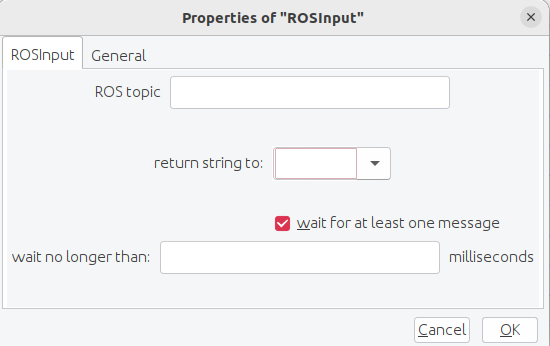 Properties of "ROSInput"
ROSInput General
ROS topic
return string to:
wait for at least one message
wait no longer than: milliseconds
Cancel OK